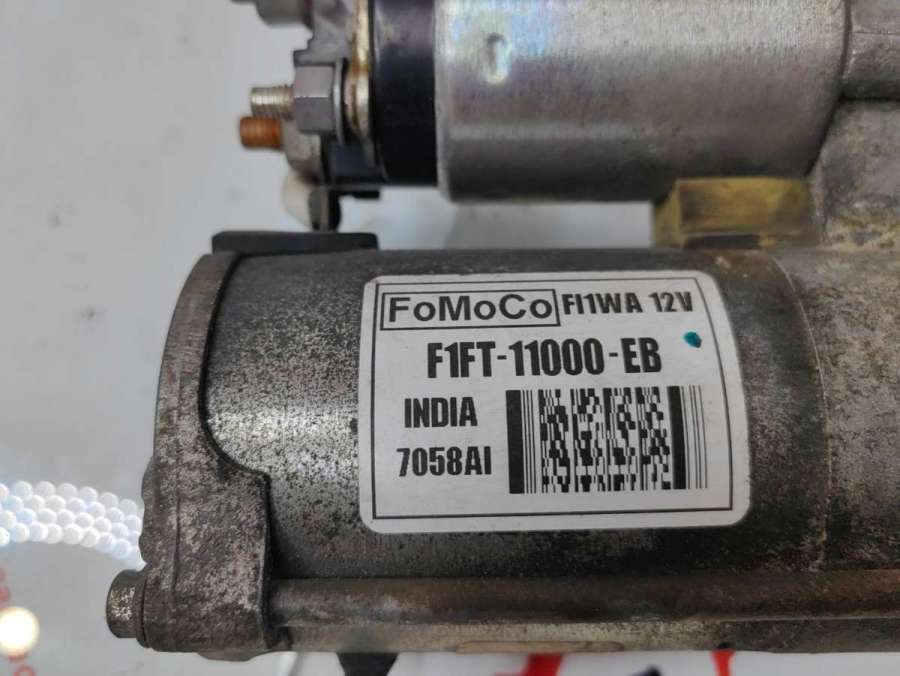 FoMoCo FI1WA 12V
F1FT-11000-EB
INDIA
7058AI